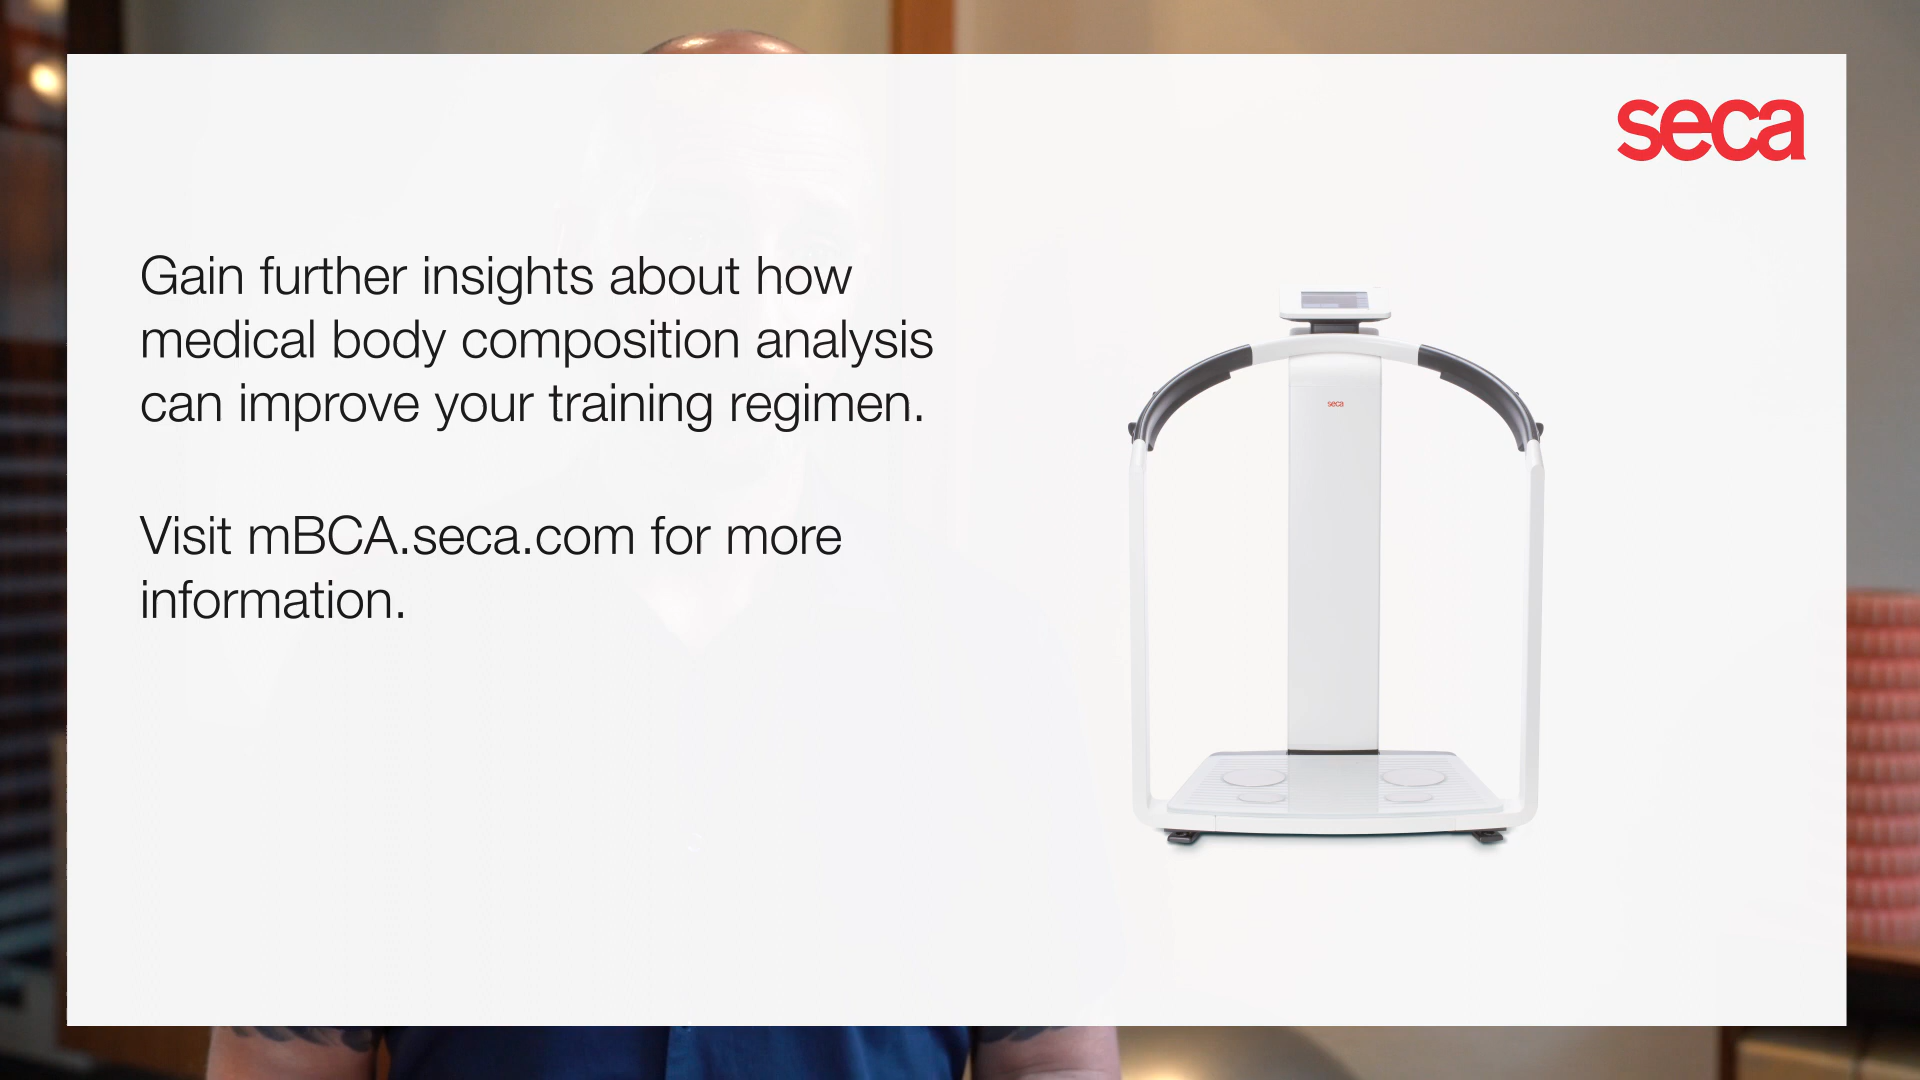 seca
Gain further insights about how
medical body composition analysis
can improve your training regimen.
Visit mBCA.seca.com for more
information.
seca